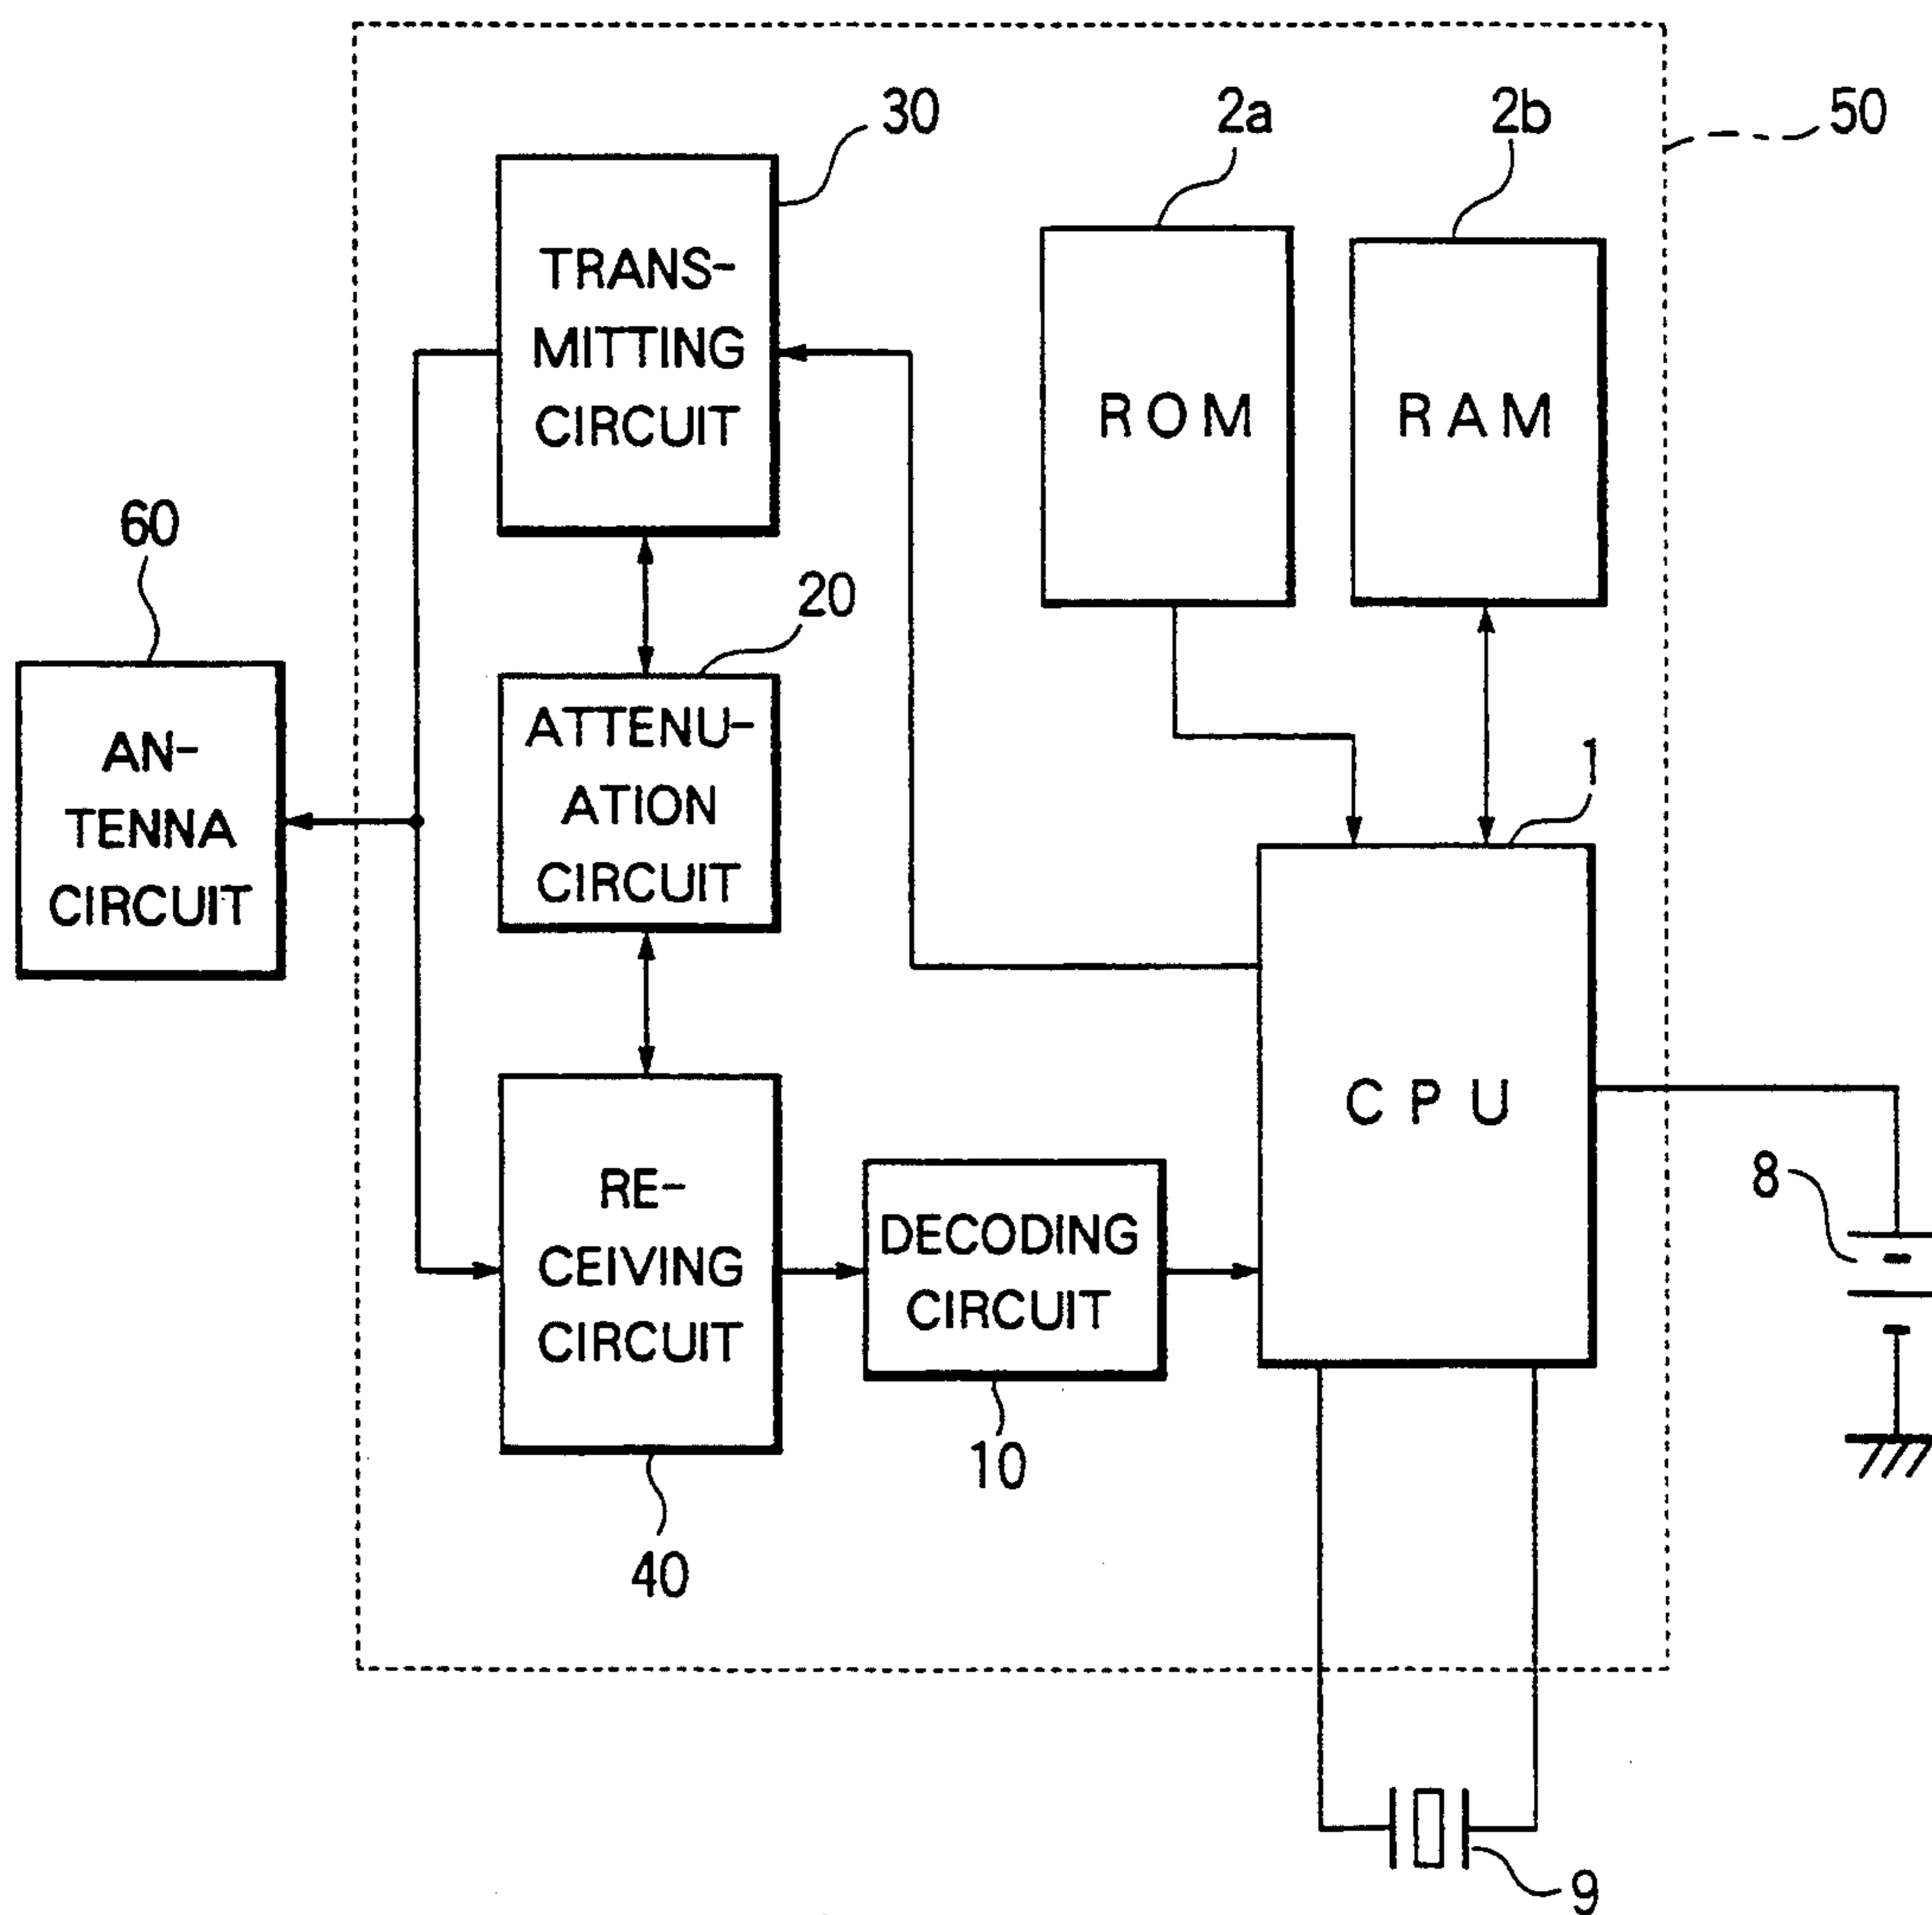 30
2a
2b
50
TRANS-
MITTING
CIRCUIT
ROM
RAM
60
20
AN-
TENNA
CIRCUIT
ATTENU-
ATION
CIRCUIT
1
CPU
8
RE-
CEIVING
CIRCUIT
DECODING
CIRCUIT
10
40
9